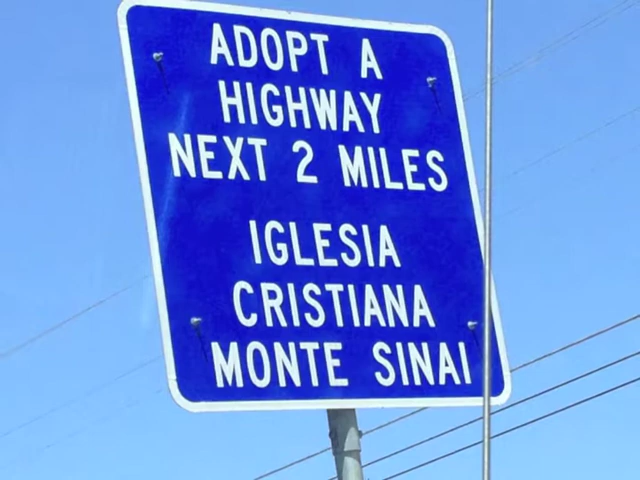 ADOPT A
HIGHWAY
NEXT 2 MILES
IGLESIA
CRISTIANA
MONTE SINAI